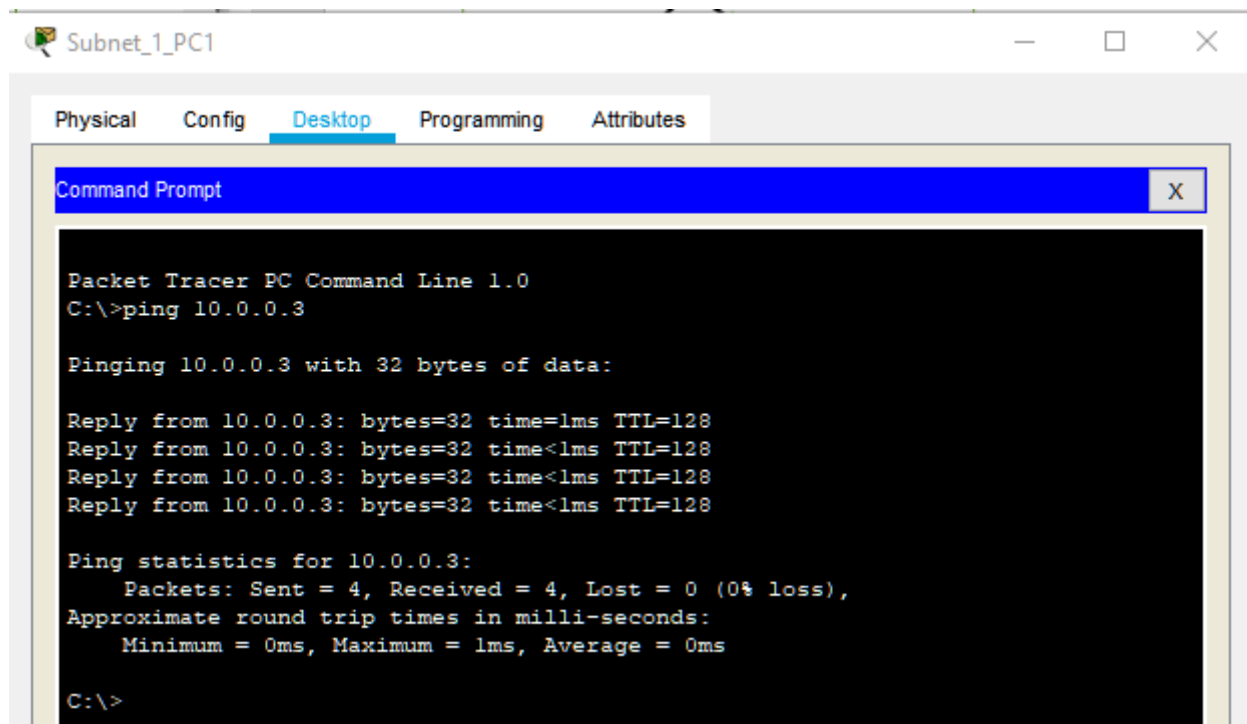 Subnet_1_PC1
Physical Config Desktop Programming Attributes
Command Prompt X
Packet Tracer PC Command Line 1.0
C:\>ping 10.0.0.3
Pinging 10.0.0.3 with 32 bytes of data:
Reply from 10.0.0.3: bytes=32 time=1ms TTL=128
Reply from 10.0.0.3: bytes=32 time<1ms TTL=128
Reply from 10.0.0.3: bytes=32 time<1ms TTL=128
Reply from 10.0.0.3: bytes=32 time<1ms TTL=128
Ping statistics for 10.0.0.3:
Packets: Sent = 4, Received = 4, Lost = 0 (0% loss),
Approximate round trip times in milli-seconds:
Minimum = 0ms, Maximum = 1ms, Average = 0ms
C:\>